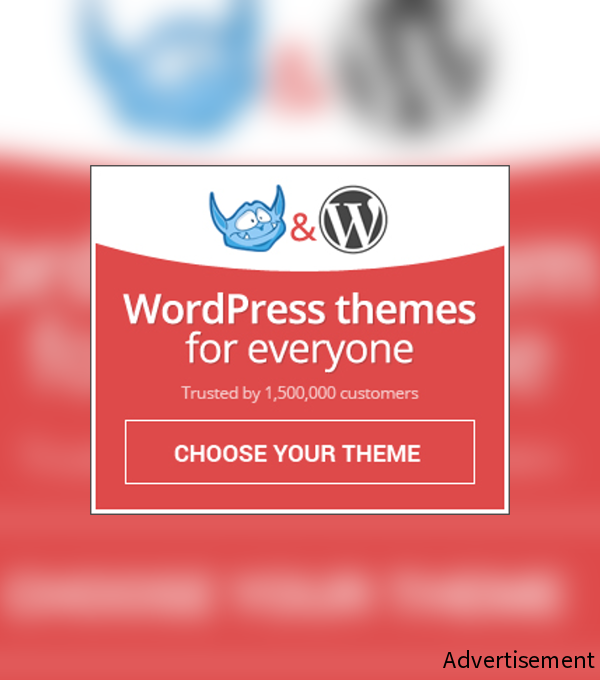 &
WordPress themes
for everyone
Trusted by 1,500,000 customers
CHOOSE YOUR THEME
Advertisement